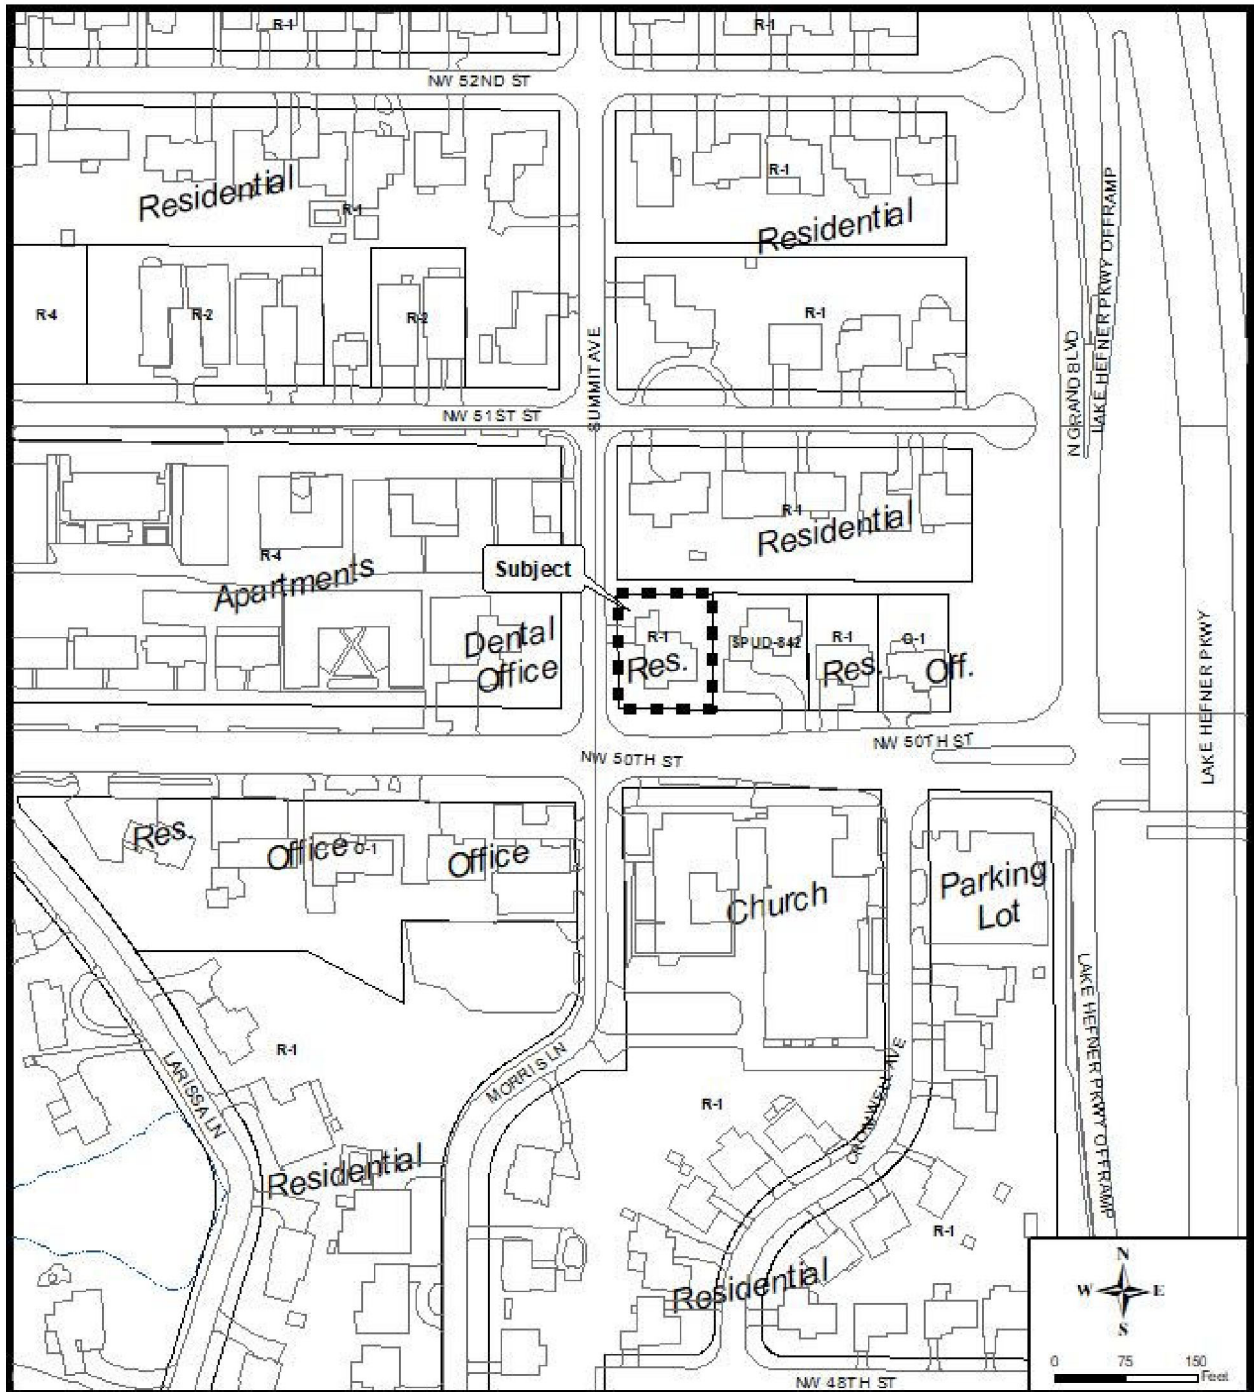 R-1
R-1
NW 52ND ST
Residential
R-1
R-1
Residential
R-4
R-2
R-2
R-1
SUMMIT AVE
N GRAND BLVD
LAKE HEFNER PKWY OFFRAMP
NW 51ST ST
R-1
Residential
R-4
Apartments
Subject
Dental
Office
R-1
Res.
SPUD-842
R-1
Res.
O-1
Off.
LAKE HEFNER PKWY
NW 50TH ST
NW 50TH ST
Res.
Office
O-1
Office
Church
Parking
Lot
LAKE HEFNER PKWY OFFRAMP
R-1
LARISSA LN
MORRIS LN
CROMWELL AVE
R-1
Residential
R-1
Residential
NW 48TH ST
N
W
E
S
0 75 150
Feet